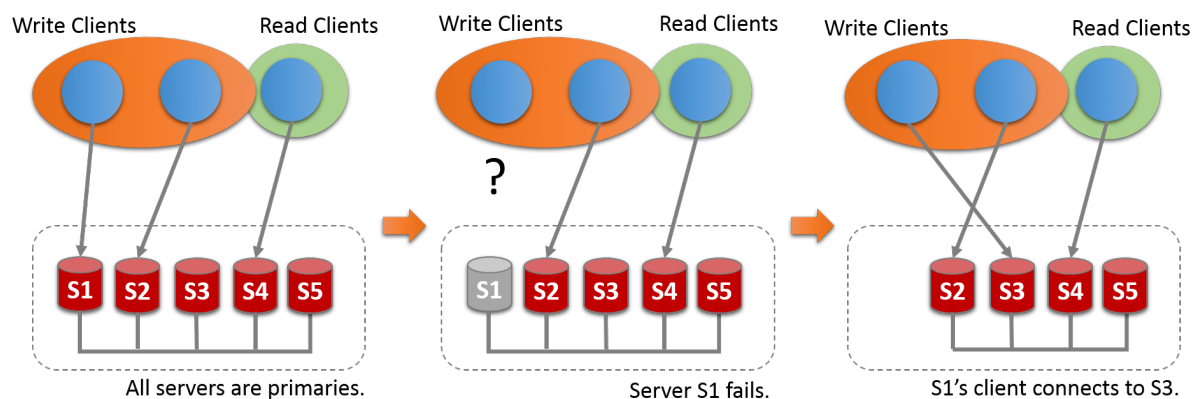 Write Clients
Read Clients
S1
S2
S3
S4
S5
All servers are primaries.
Write Clients
Read Clients
?
S1
S2
S3
S4
S5
Server S1 fails.
Write Clients
Read Clients
S2
S3
S4
S5
S1's client connects to S3.